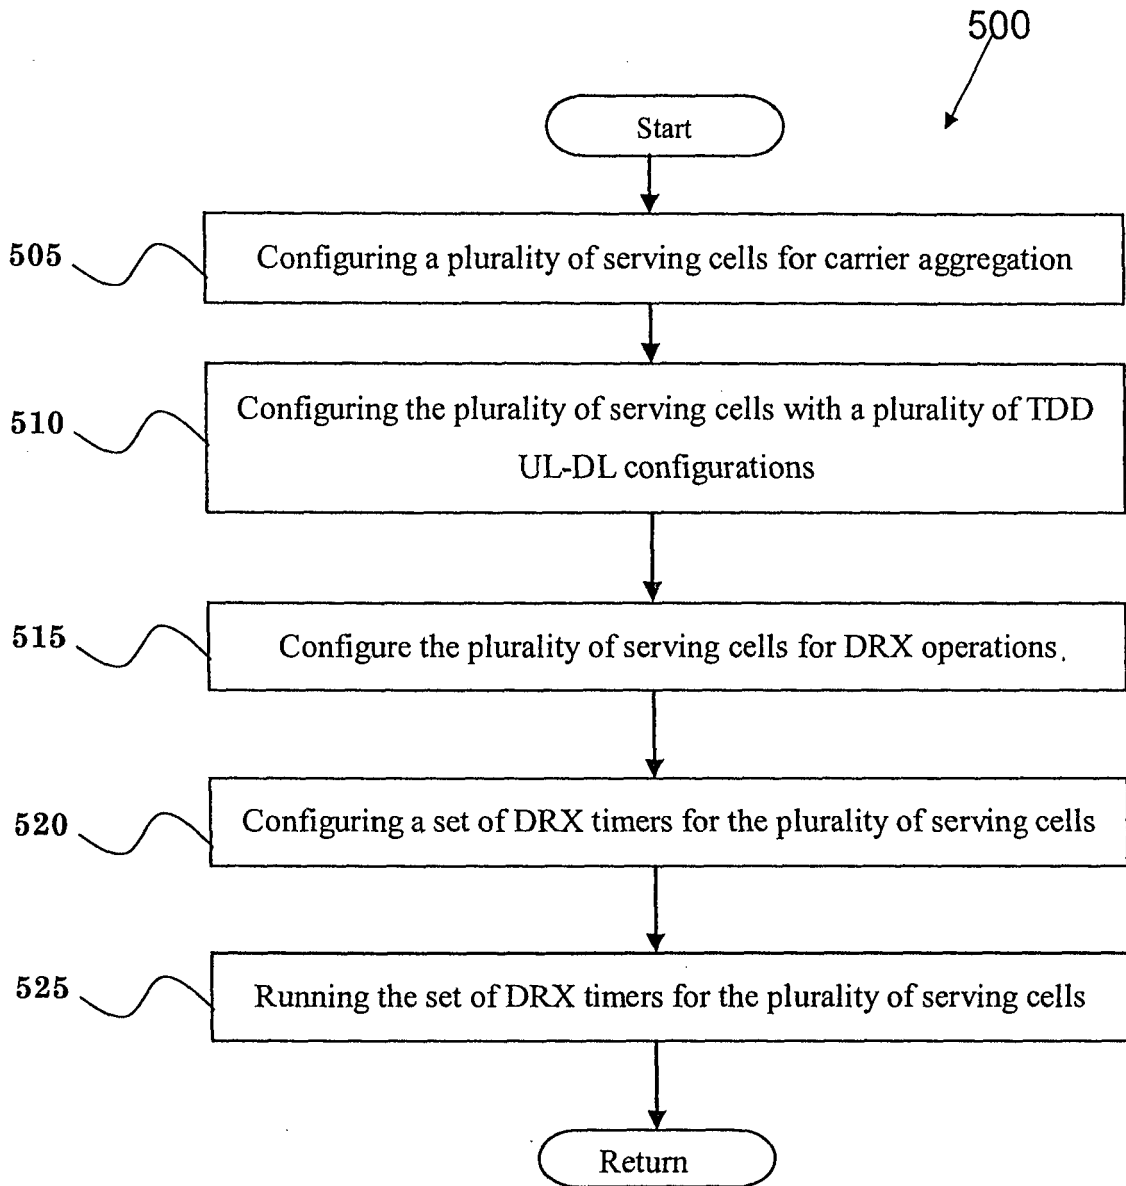 500
Start
505
Configuring a plurality of serving cells for carrier aggregation
510
Configuring the plurality of serving cells with a plurality of TDD
UL-DL configurations
515
Configure the plurality of serving cells for DRX operations.
520
Configuring a set of DRX timers for the plurality of serving cells
525
Running the set of DRX timers for the plurality of serving cells
Return